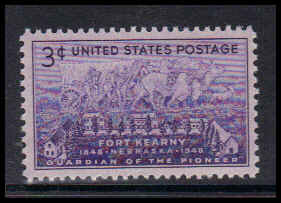 3¢ UNITED STATES POSTAGE
FORT KEARNY
1848-NEBRASKA-1948
GUARDIAN OF THE PIONEER